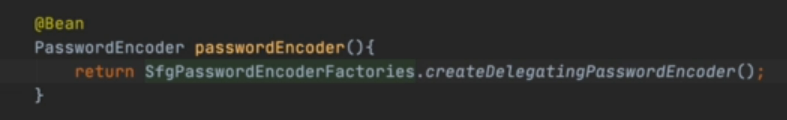 @Bean
PasswordEncoder passwordEncoder(){
return SfgPasswordEncoderFactories.createDelegatingPasswordEncoder();
}